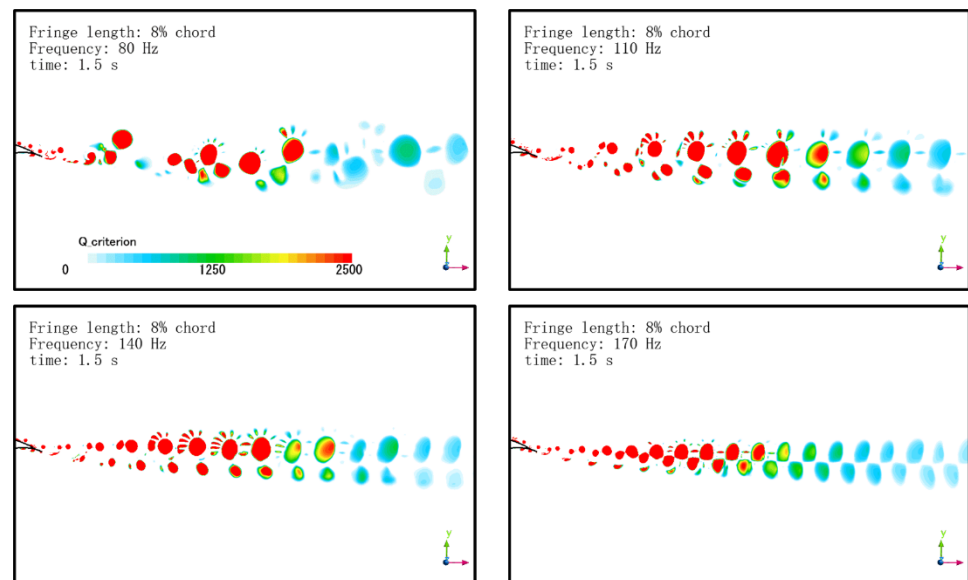 Fringe length: 8% chord
Frequency: 80 Hz
time: 1.5 s
Q_criterion
0 1250 2500
y
Fringe length: 8% chord
Frequency: 110 Hz
time: 1.5 s
y
Fringe length: 8% chord
Frequency: 140 Hz
time: 1.5 s
y
Fringe length: 8% chord
Frequency: 170 Hz
time: 1.5 s
y